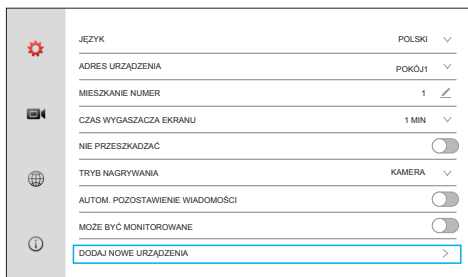 JĘZYK POLSKI
ADRES URZĄDZENIA POKÓJ1
MIESZKANIE NUMER 1
CZAS WYGASZACZA EKRANU 1 MIN
NIE PRZESZKADZAĆ
TRYB NAGRYWANIA KAMERA
AUTOM. POZOSTAWIENIE WIADOMOŚCI
MOŻE BYĆ MONITOROWANE
DODAJ NOWE URZĄDZENIA